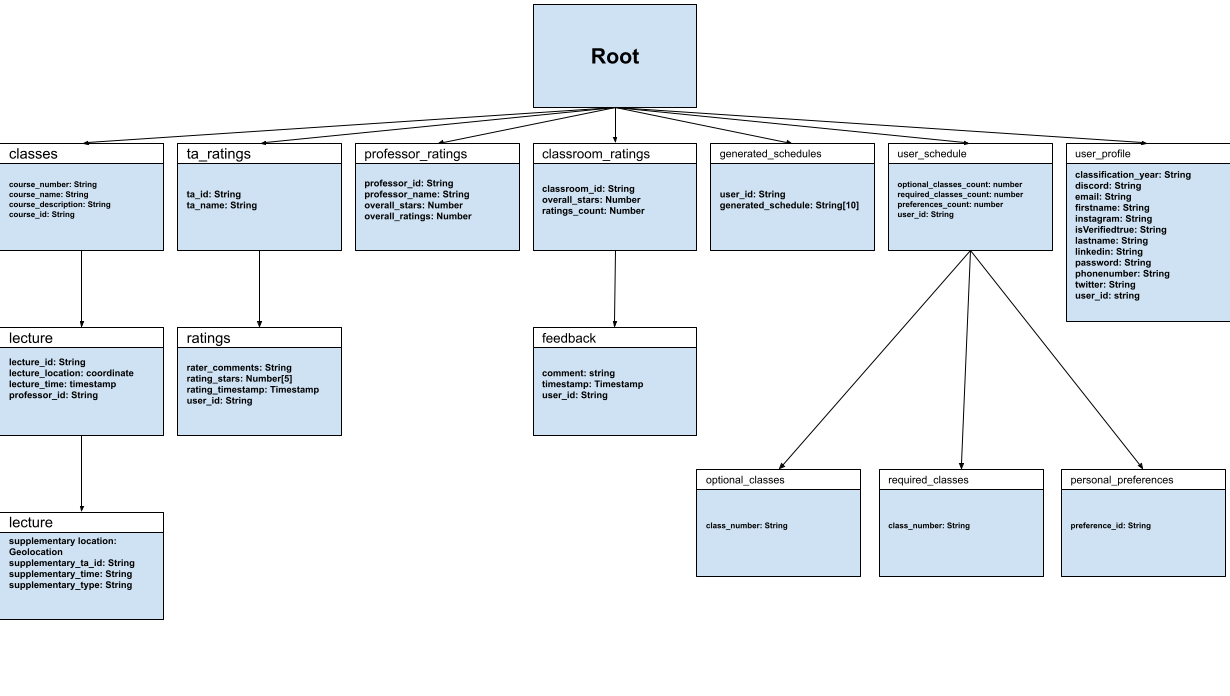 Root
classes
course_number: String
course_name: String
course_description: String
course_id: String
ta_ratings
ta_id: String
ta_name: String
professor_ratings
professor_id: String
professor_name: String
overall_stars: Number
overall_ratings: Number
classroom_ratings
classroom_id: String
overall_stars: Number
ratings_count: Number
generated_schedules
user_id: String
generated_schedule: String[10]
user_schedule
optional_classes_count: number
required_classes_count: number
preferences_count: number
user_id: String
user_profile
classification_year: String
discord: String
email: String
firstname: String
instagram: String
isVerifiedtrue: String
lastname: String
linkedin: String
password: String
phonenumber: String
twitter: String
user_id: string
lecture
lecture_id: String
lecture_location: coordinate
lecture_time: timestamp
professor_id: String
ratings
rater_comments: String
rating_stars: Number[5]
rating_timestamp: Timestamp
user_id: String
feedback
comment: string
timestamp: Timestamp
user_id: String
optional_classes
class_number: String
required_classes
class_number: String
personal_preferences
preference_id: String
lecture
supplementary location:
Geolocation
supplementary_ta_id: String
supplementary_time: String
supplementary_type: String